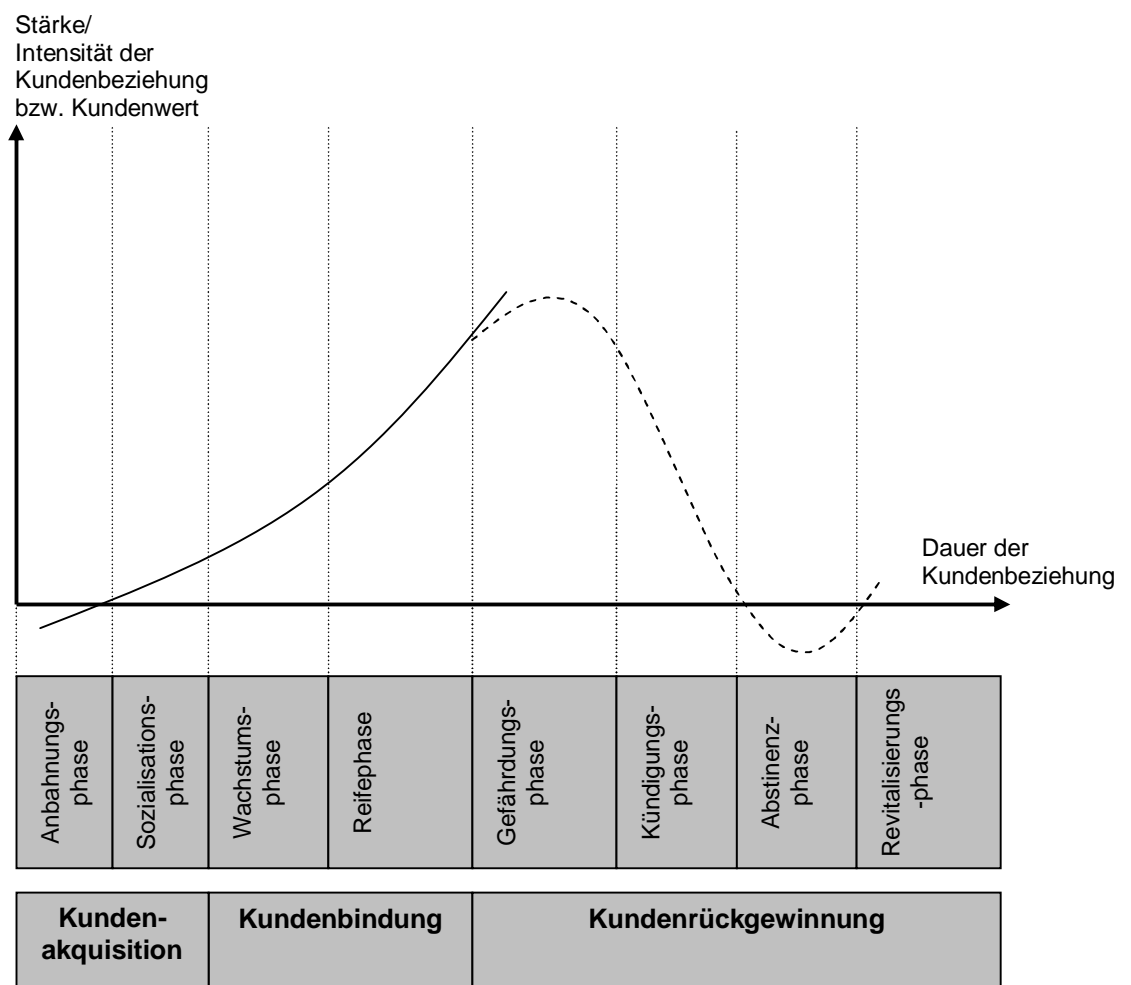 Stärke/
Intensität der
Kundenbeziehung
bzw. Kundenwert
Dauer der
Kundenbeziehung
Anbahnungs-
phase
Sozialisations-
phase
Wachstums-
phase
Reifephase
Gefährdungs-
phase
Kündigungs-
phase
Abstinenz-
phase
Revitalisierungs
-phase
Kunden-
akquisition
Kundenbindung
Kundenrückgewinnung